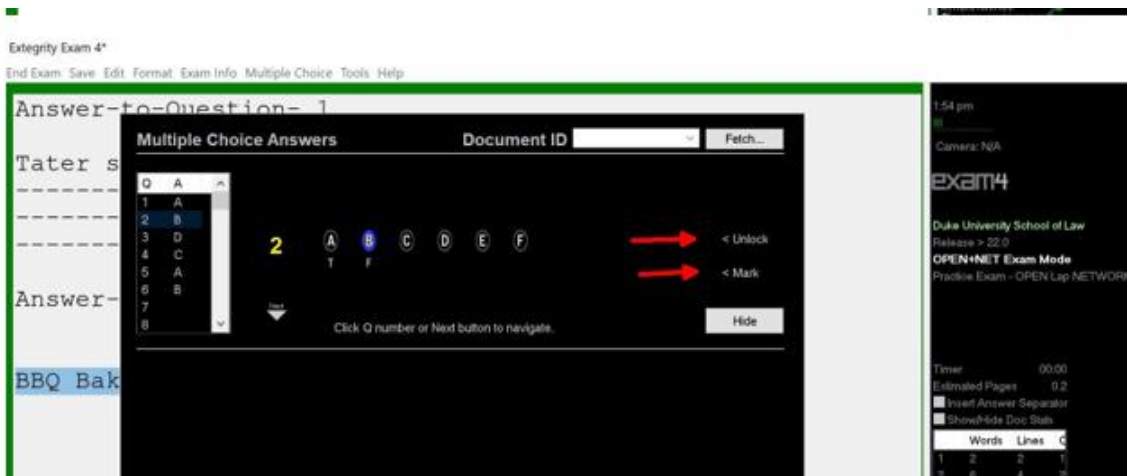 Extegrity Exam 4*
End Exam Save Edit Format Exam Info Multiple Choice Tools Help
Answer-to-Question- 1
Tater s
Answer-
BBQ Bak
Multiple Choice Answers Document ID Fetch...
Q A
1 A
2 B
3 D
4 C
5 A
6 B
7
8
2 A B C D E F
T F
< Unlock
< Mark
Next
Click Q number or Next button to navigate.
Hide
1:54 pm
Camera: N/A
exam4
Duke University School of Law
Release > 22.0
OPEN+NET Exam Mode
Practice Exam - OPEN Lap NETWORK
Timer 00:00
Estimated Pages 0.2
Insert Answer Separator
Show/Hide Doc Stats
Words Lines C
1 2 2 1